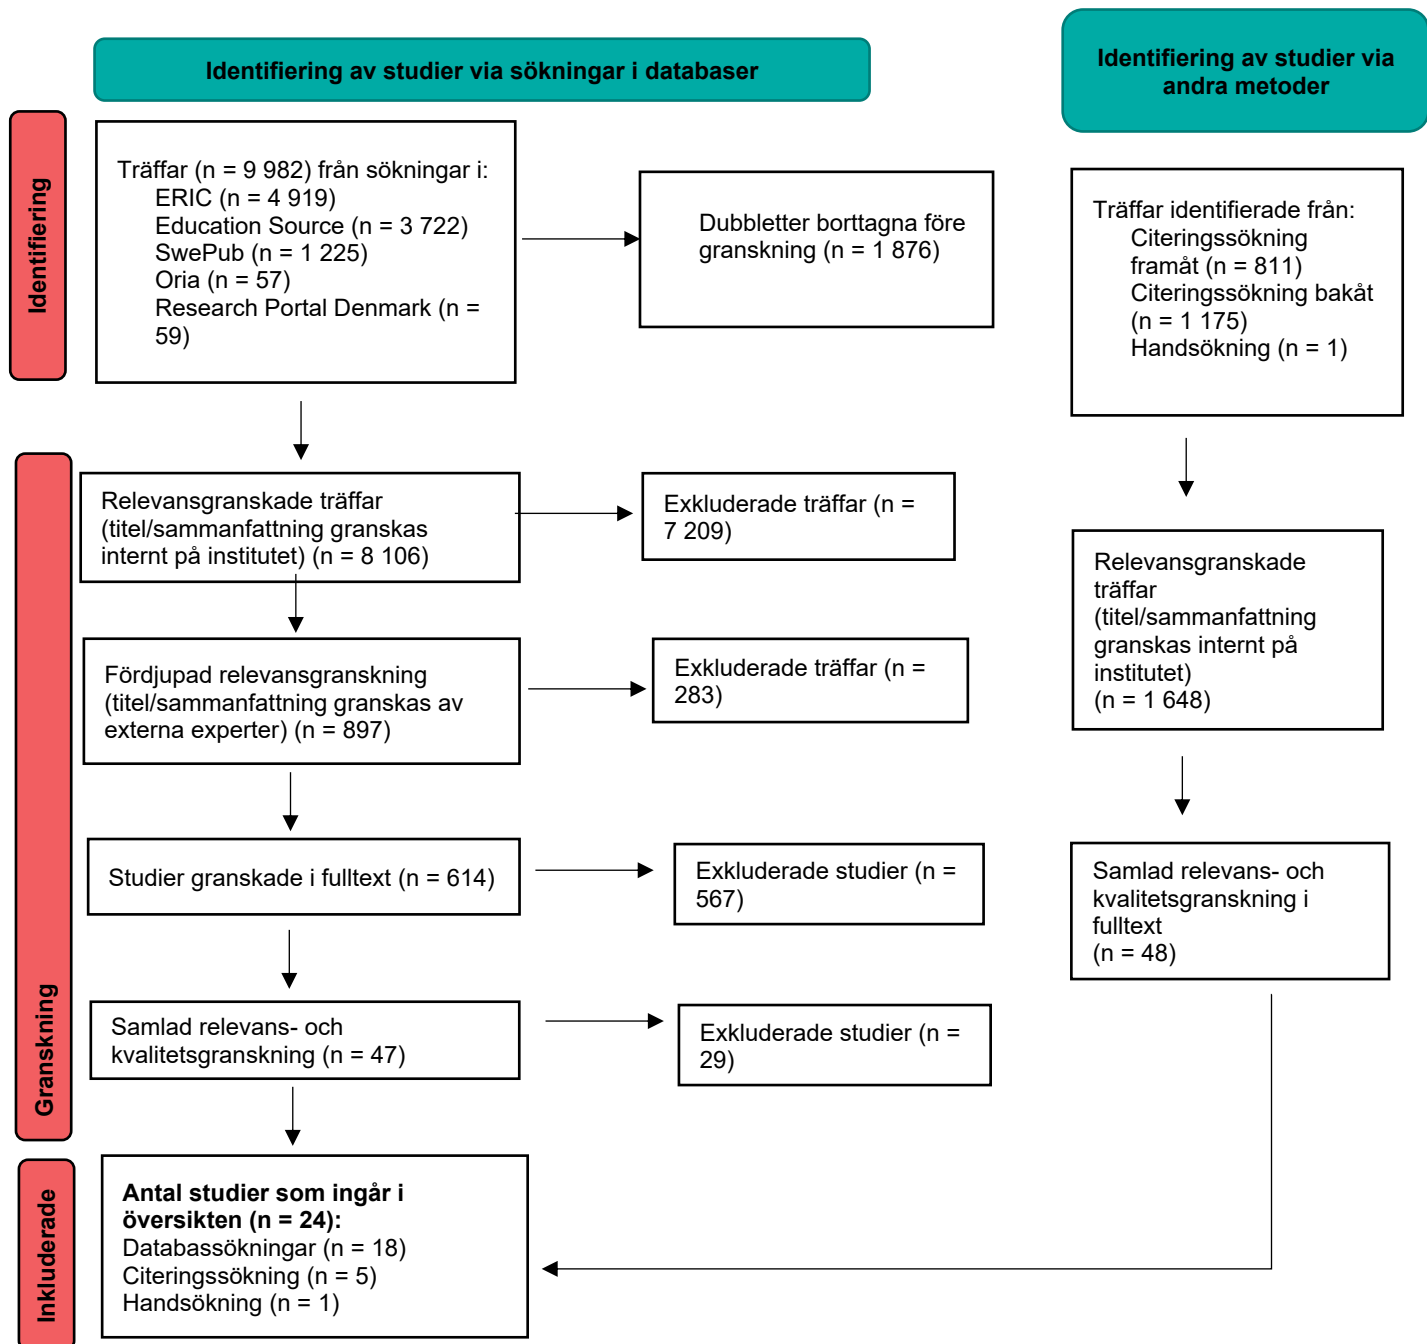 Identifiering av studier via sökningar i databaser
Identifiering av studier via
andra metoder
Identifiering
Träffar (n = 9 982) från sökningar i:
ERIC (n = 4 919)
Education Source (n = 3 722)
SwePub (n = 1 225)
Oria (n = 57)
Research Portal Denmark (n =
59)
Dubbletter borttagna före
granskning (n = 1 876)
Träffar identifierade från:
Citeringssökning
framåt (n = 811)
Citeringssökning bakåt
(n = 1 175)
Handsökning (n = 1)
Granskning
Relevansgranskade träffar
(titel/sammanfattning granskas
internt på institutet) (n = 8 106)
Exkluderade träffar (n =
7 209)
Relevansgranskade
träffar
(titel/sammanfattning
granskas internt på
institutet)
(n = 1 648)
Fördjupad relevansgranskning
(titel/sammanfattning granskas av
externa experter) (n = 897)
Exkluderade träffar (n =
283)
Studier granskade i fulltext (n = 614)
Exkluderade studier (n =
567)
Samlad relevans- och
kvalitetsgranskning i
fulltext
(n = 48)
Samlad relevans- och
kvalitetsgranskning (n = 47)
Exkluderade studier (n =
29)
Inkluderade
Antal studier som ingår i
översikten (n = 24):
Databassökningar (n = 18)
Citeringssökning (n = 5)
Handsökning (n = 1)